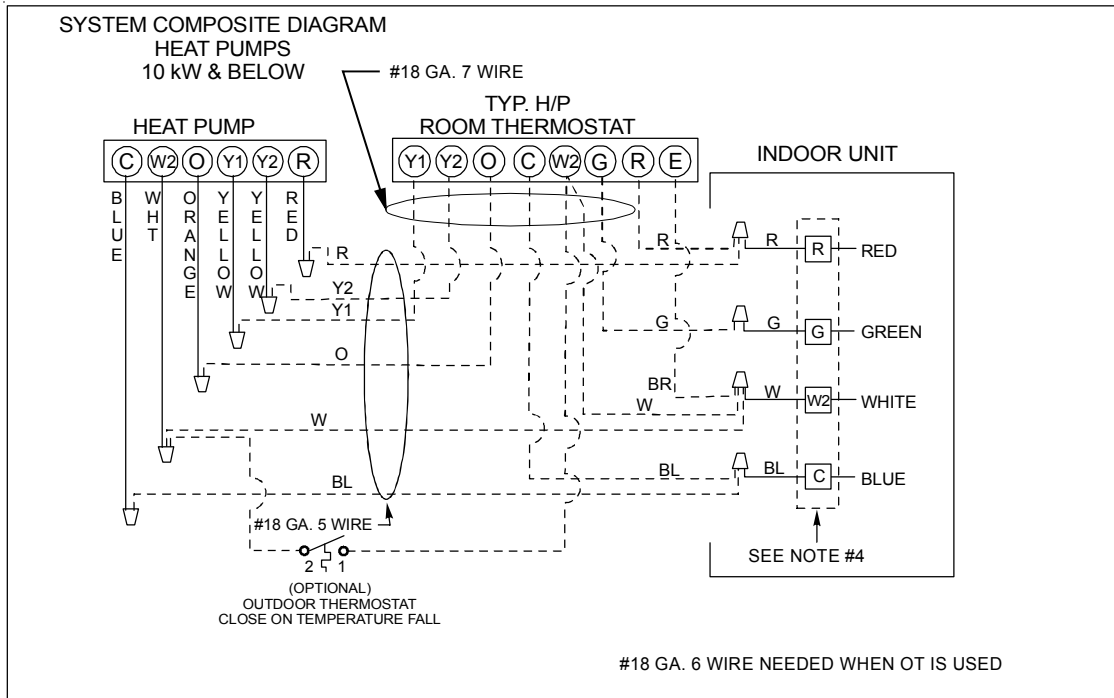 SYSTEM COMPOSITE DIAGRAM
HEAT PUMPS
10 kW & BELOW
#18 GA. 7 WIRE
TYP. H/P
ROOM THERMOSTAT
HEAT PUMP
INDOOR UNIT
C W2 O Y1 Y2 R
Y1 Y2 O C W2 G R E
BLUE
WHT
ORANGE
YELLOW
YELLOW
RED
R
R
R
R
RED
Y2
Y1
G
G
G
GREEN
O
BR
W
W
W2
WHITE
W
BL
BL
C
BLUE
BL
#18 GA. 5 WIRE
2 1
(OPTIONAL)
OUTDOOR THERMOSTAT
CLOSE ON TEMPERATURE FALL
SEE NOTE #4
#18 GA. 6 WIRE NEEDED WHEN OT IS USED